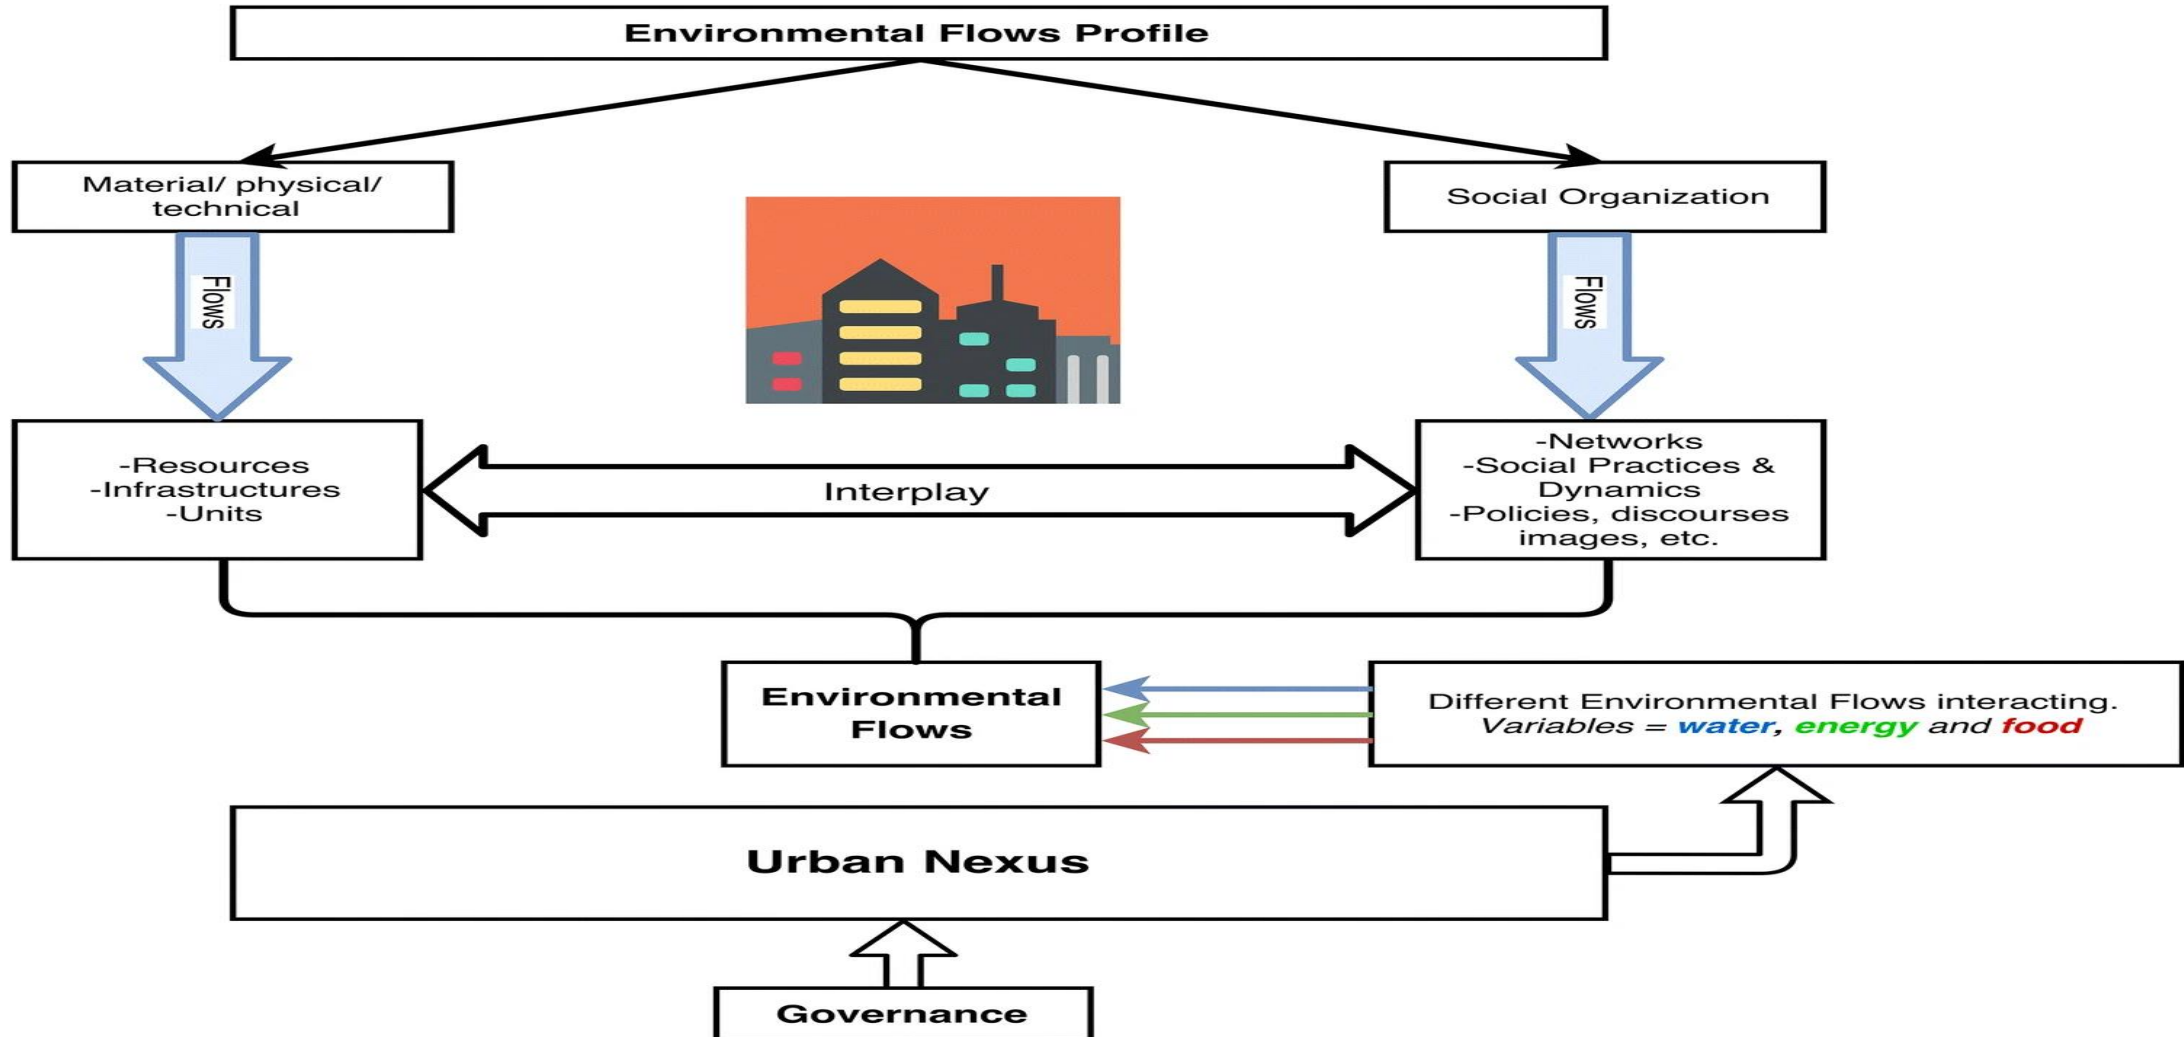 Environmental Flows Profile
Material/ physical/
technical
Social Organization
Flows
Flows
-Resources
-Infrastructures
-Units
Interplay
-Networks
-Social Practices &
Dynamics
-Policies, discourses
images, etc.
Environmental
Flows
Different Environmental Flows interacting.
Variables = water, energy and food
Urban Nexus
Governance